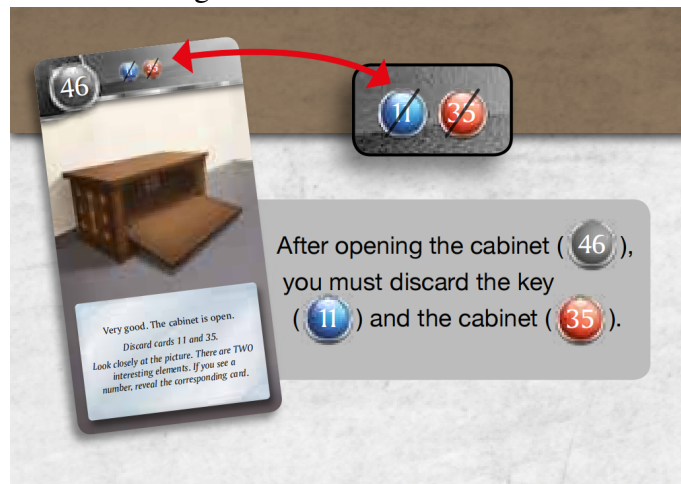 46
11 35
11 35
Very good. The cabinet is open.
Discard cards 11 and 35.
Look closely at the picture. There are TWO
interesting elements. If you see a
number, reveal the corresponding card.
After opening the cabinet ( 46 ),
you must discard the key
( 11 ) and the cabinet ( 35 ).